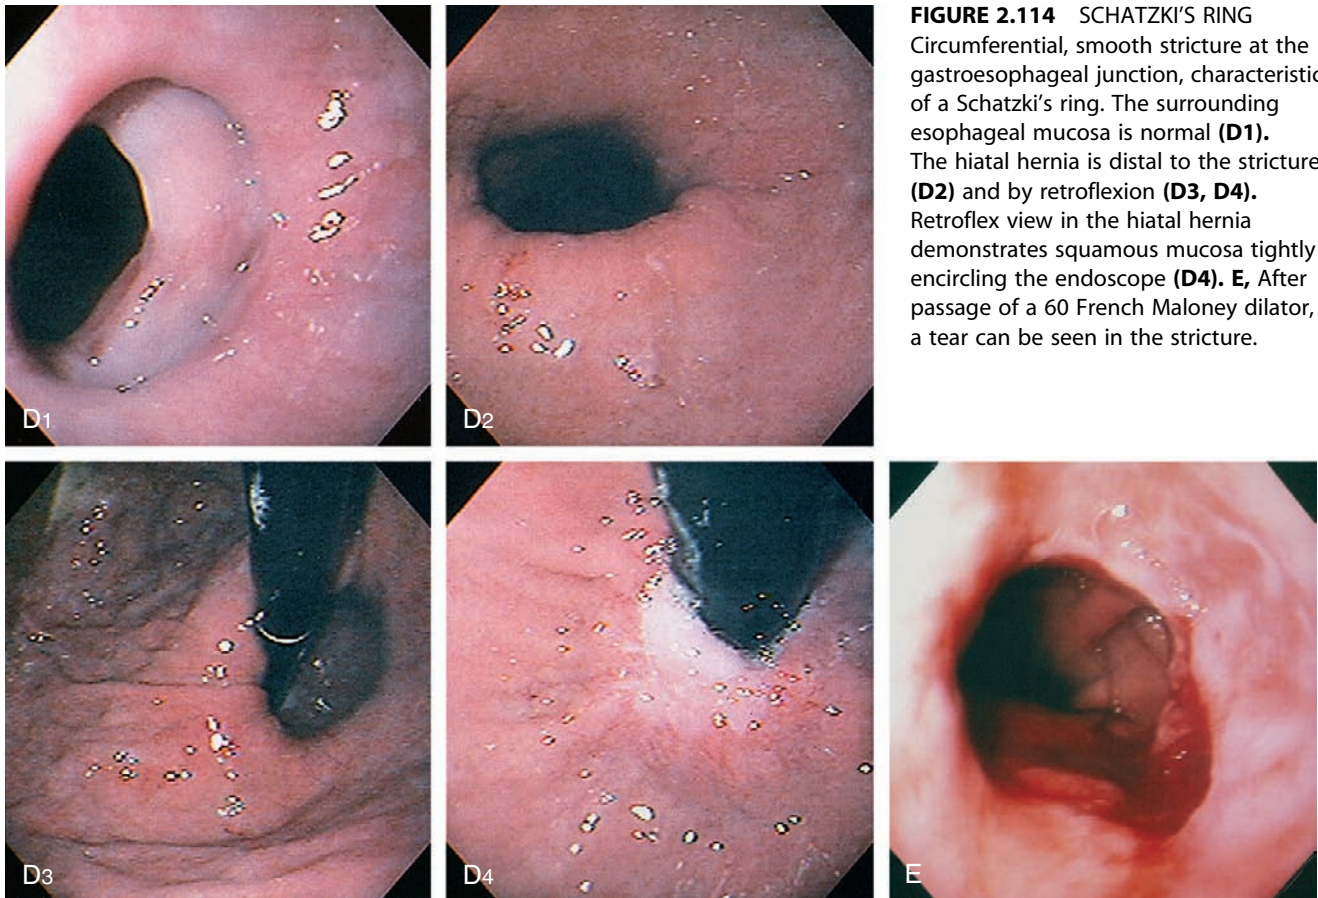 FIGURE 2.114 SCHATZKI'S RING
Circumferential, smooth stricture at the
gastroesophageal junction, characteristic
of a Schatzki's ring. The surrounding
esophageal mucosa is normal (D1).
The hiatal hernia is distal to the stricture
(D2) and by retroflexion (D3, D4).
Retroflex view in the hiatal hernia
demonstrates squamous mucosa tightly
encircling the endoscope (D4). E, After
passage of a 60 French Maloney dilator,
a tear can be seen in the stricture.
D1
D2
D3
D4
E